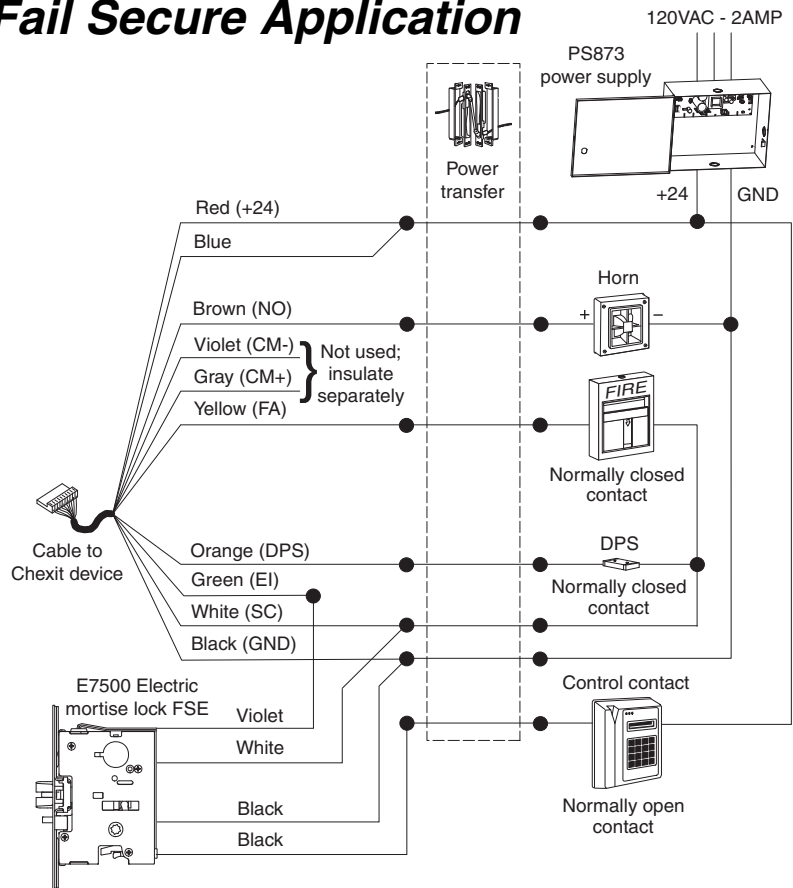 Fail Secure Application
120VAC - 2AMP
PS873
power supply
Power
transfer
+24
GND
Red (+24)
Blue
Horn
Brown (NO)
+
–
Violet (CM-)
Gray (CM+)
}
Not used;
insulate
separately
Yellow (FA)
FIRE
Normally closed
contact
Cable to
Chexit device
Orange (DPS)
DPS
Green (EI)
Normally closed
contact
White (SC)
Black (GND)
E7500 Electric
mortise lock FSE
Control contact
Violet
White
Black
Black
Normally open
contact